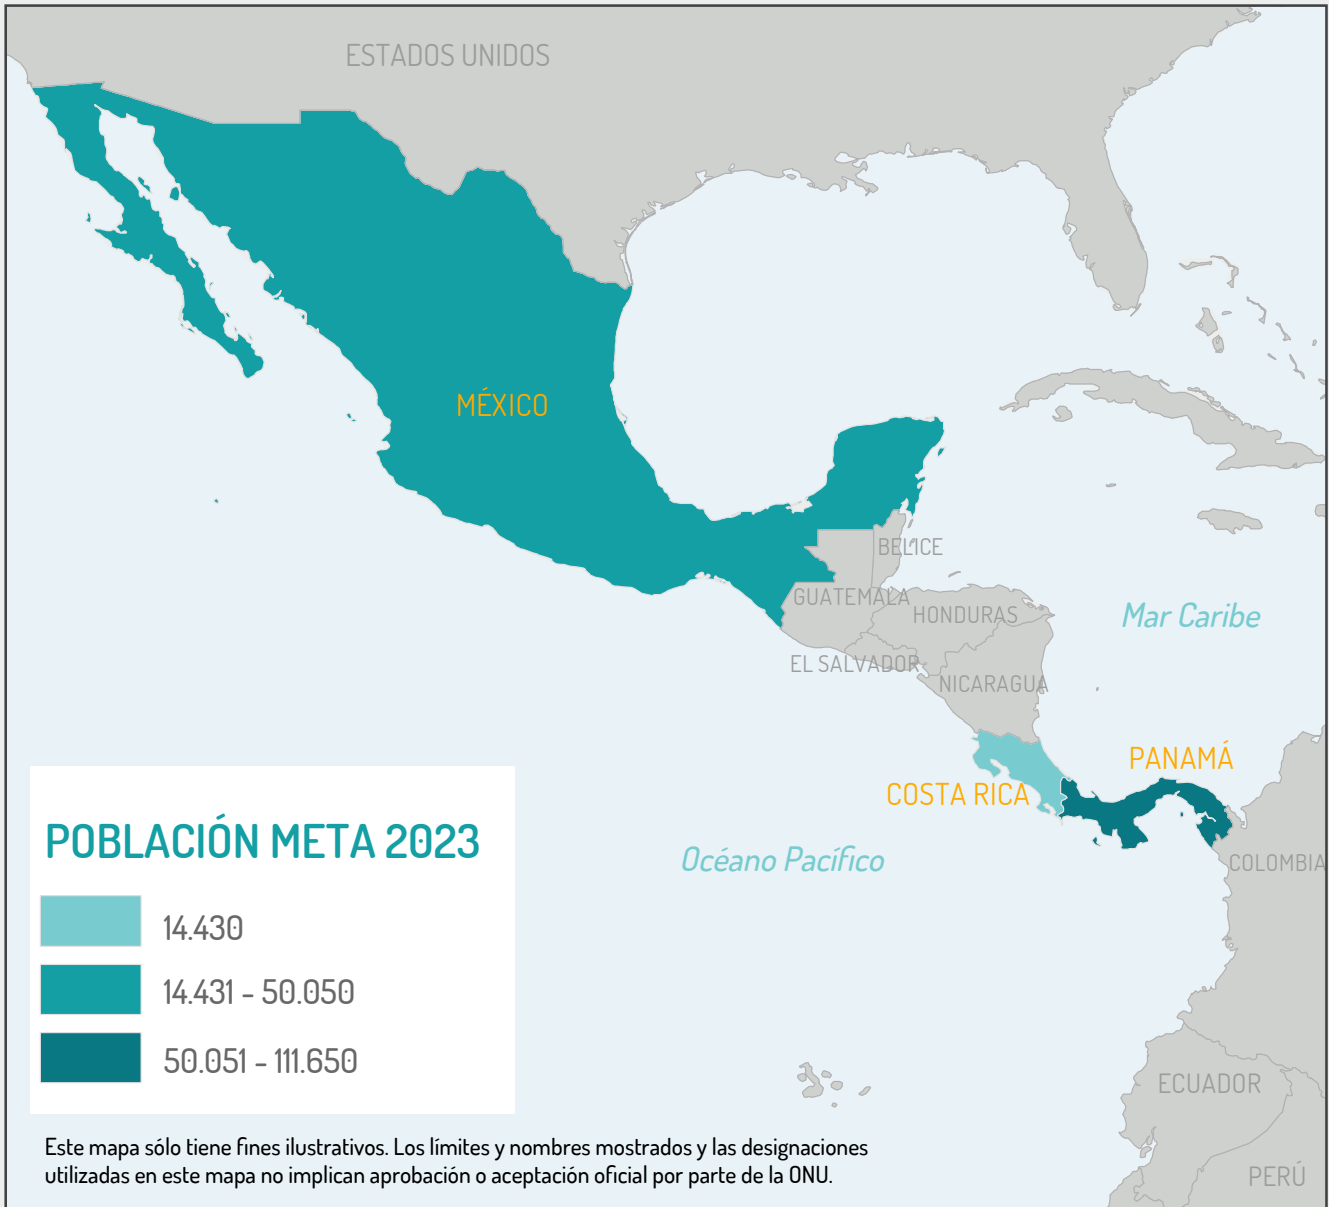 ESTADOS UNIDOS
MÉXICO
BELICE
GUATEMALA
HONDURAS
Mar Caribe
EL SALVADOR
NICARAGUA
PANAMÁ
COSTA RICA
Océano Pacífico
COLOMBIA
POBLACIÓN META 2023
14.430
14.431 - 50.050
50.051 - 111.650
ECUADOR
PERÚ
Este mapa sólo tiene fines ilustrativos. Los límites y nombres mostrados y las designaciones
utilizadas en este mapa no implican aprobación o aceptación oficial por parte de la ONU.